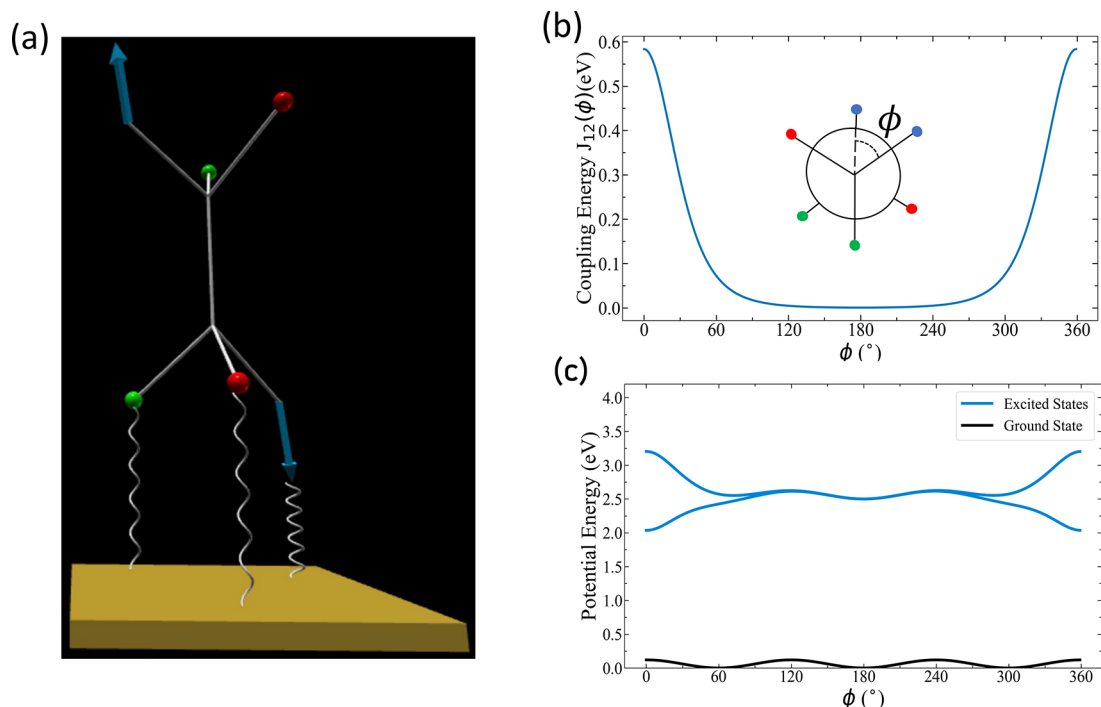 (a)
(b)
Coupling Energy J₁₂(ϕ)(eV)
0.6
0.5
0.4
0.3
0.2
0.1
0.0
ϕ
0 60 120 180 240 300 360
ϕ (°)
(c)
Potential Energy (eV)
4.0
3.5
3.0
2.5
2.0
1.5
1.0
0.5
0.0
Excited States
Ground State
0 60 120 180 240 300 360
ϕ (°)